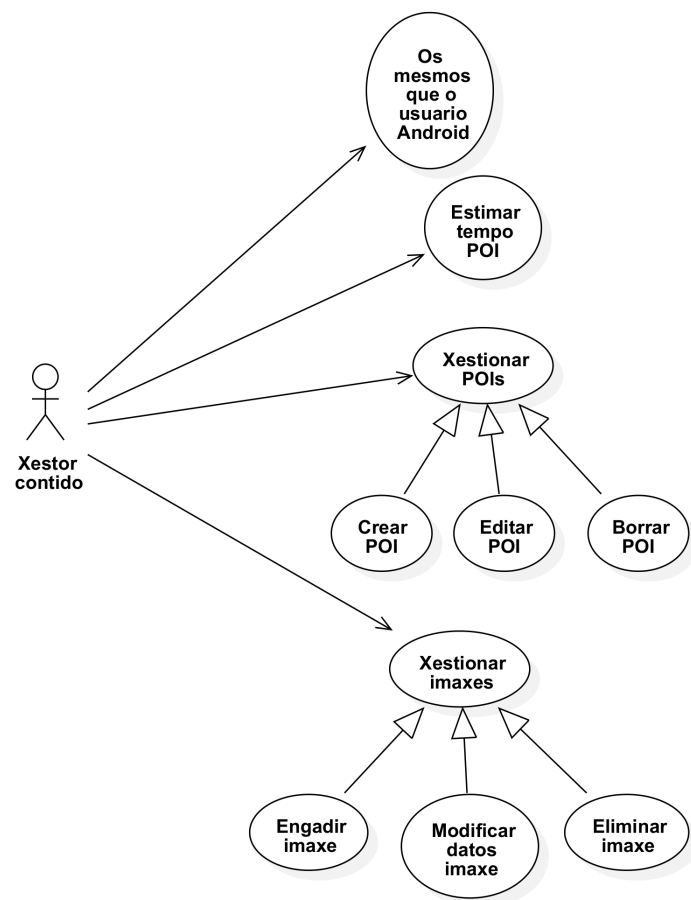 Os
mesmos
que o
usuario
Android
Estimar
tempo
POI
Xestionar
POIs
Xestor
contido
Crear
POI
Editar
POI
Borrar
POI
Xestionar
imaxes
Engadir
imaxe
Modificar
datos
imaxe
Eliminar
imaxe